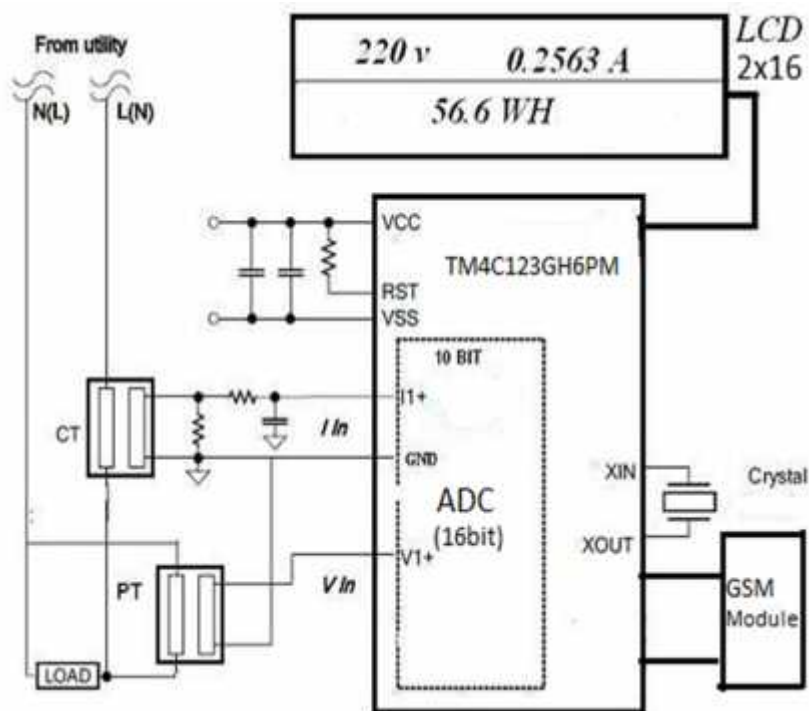 From utility
N(L)
L(N)
220 v 0.2563 A
56.6 WH
LCD
2x16
VCC
TM4C123GH6PM
RST
VSS
10 BIT
I1+
CT
I In
GND
ADC
(16bit)
XIN
Crystal
XOUT
V1+
PT
V In
GSM
Module
LOAD